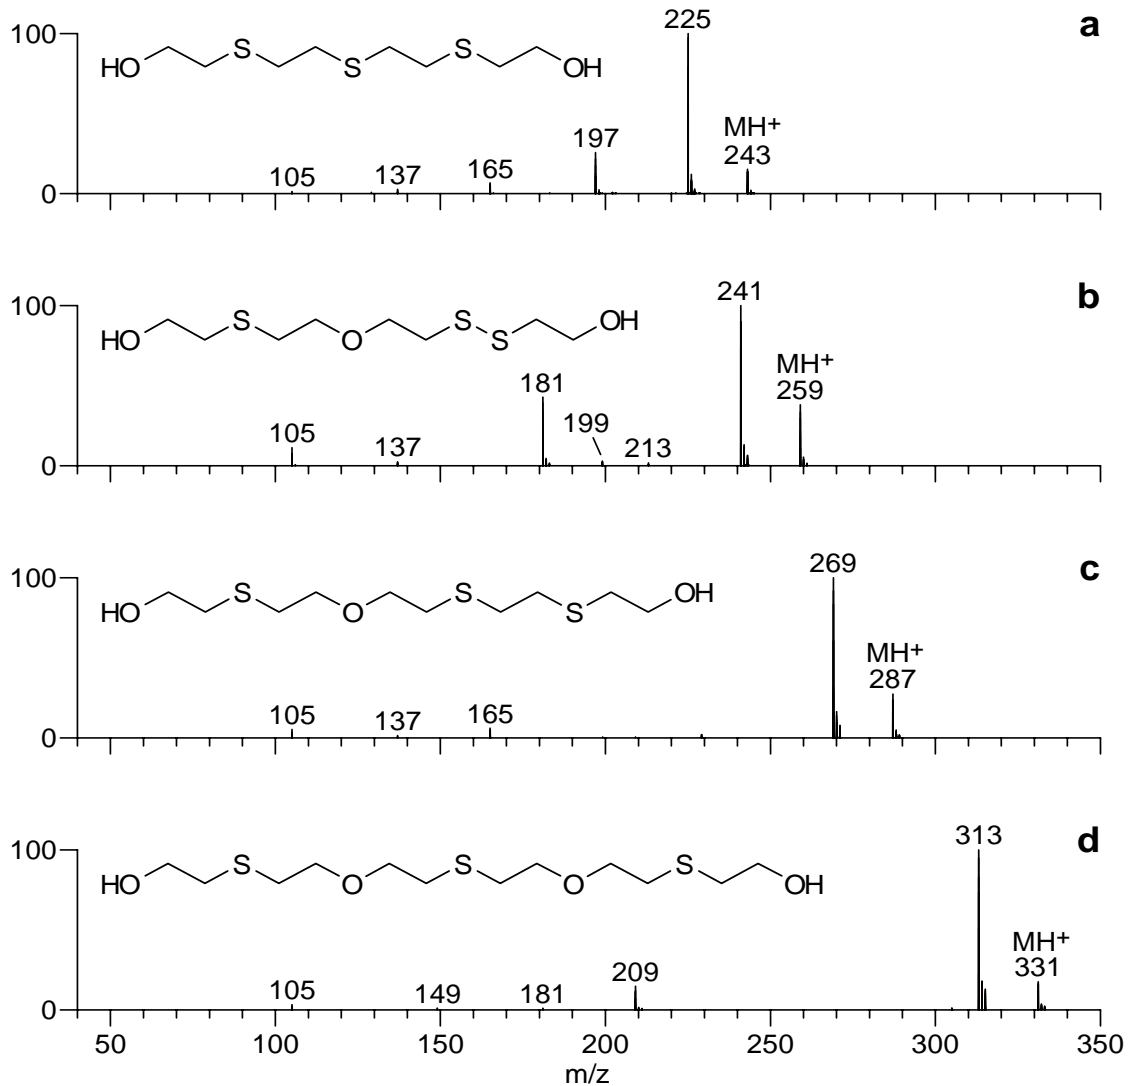 a
100
225
HO S S S OH
MH+
243
197
165
137
105
0
b
100
241
HO S O S S OH
MH+
259
181
199
213
105
137
0
c
100
269
HO S O S S OH
MH+
287
105
137
165
0
d
100
313
HO S O S O S OH
MH+
331
209
105
149
181
0
50 100 150 200 250 300 350
m/z